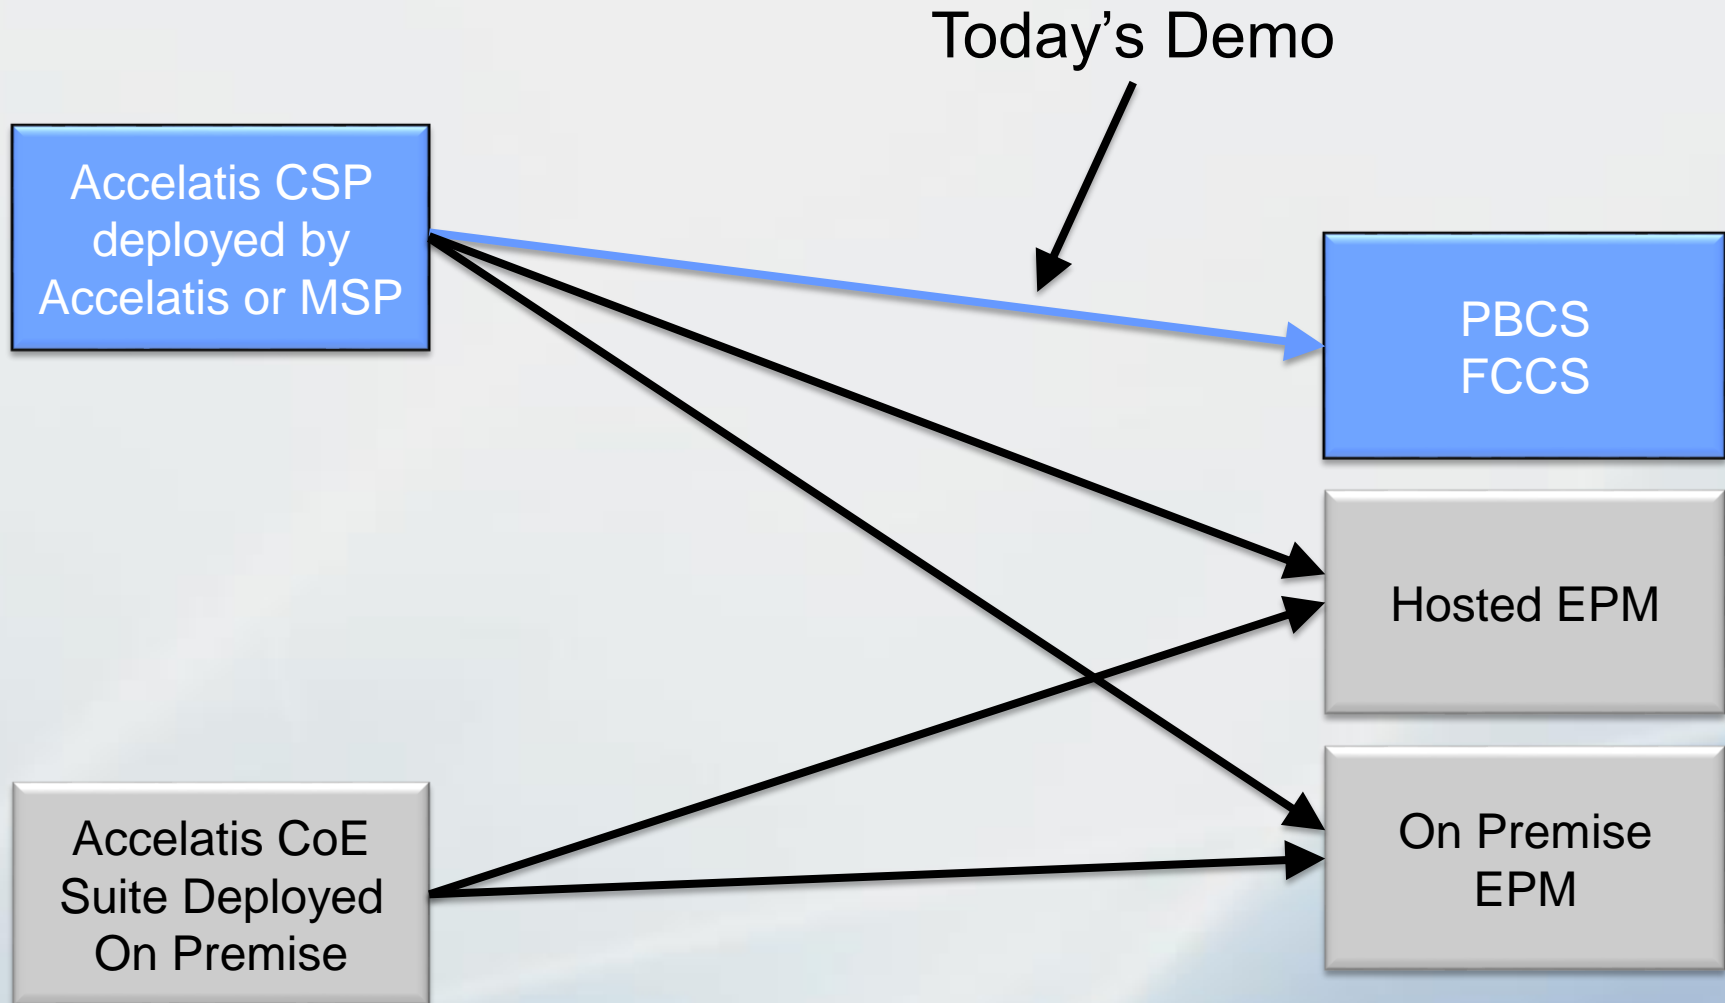 Today’s Demo
Accelatis CSP
deployed by
Accelatis or MSP
PBCS
FCCS
Hosted EPM
Accelatis CoE
Suite Deployed
On Premise
On Premise
EPM